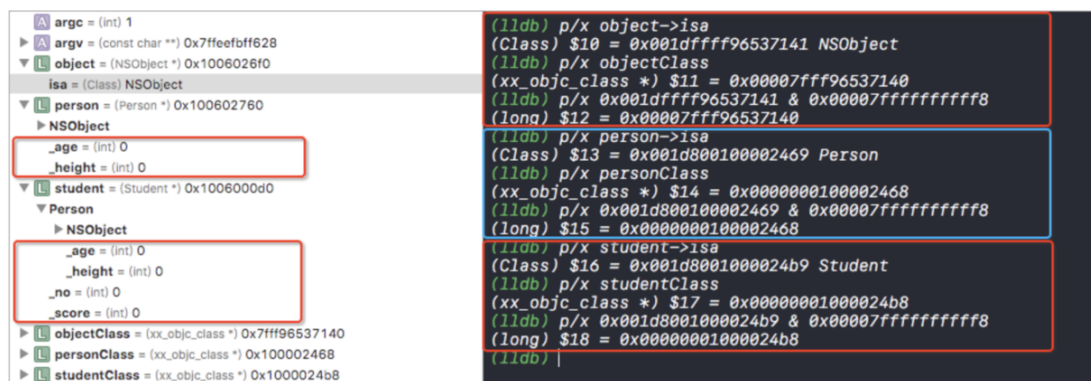 A argc = (int) 1
A argv = (const char **) 0x7ffeefbff628
L object = (NSObject *) 0x1006026f0
isa = (Class) NSObject
L person = (Person *) 0x100602760
NSObject
_age = (int) 0
_height = (int) 0
L student = (Student *) 0x1006000d0
Person
NSObject
_age = (int) 0
_height = (int) 0
_no = (int) 0
_score = (int) 0
L objectClass = (xx_objc_class *) 0x7fff96537140
L personClass = (xx_objc_class *) 0x100002468
L studentClass = (xx_objc_class *) 0x1000024b8
(lldb) p/x object->isa
(Class) $10 = 0x001dffff96537141 NSObject
(lldb) p/x objectClass
(xx_objc_class *) $11 = 0x00007fff96537140
(lldb) p/x 0x001dffff96537141 & 0x00007ffffffffff8
(long) $12 = 0x00007fff96537140
(lldb) p/x person->isa
(Class) $13 = 0x001d800100002469 Person
(lldb) p/x personClass
(xx_objc_class *) $14 = 0x0000000100002468
(lldb) p/x 0x001d800100002469 & 0x00007ffffffffff8
(long) $15 = 0x0000000100002468
(lldb) p/x student->isa
(Class) $16 = 0x001d8001000024b9 Student
(lldb) p/x studentClass
(xx_objc_class *) $17 = 0x00000001000024b8
(lldb) p/x 0x001d8001000024b9 & 0x00007ffffffffff8
(long) $18 = 0x00000001000024b8
(lldb)